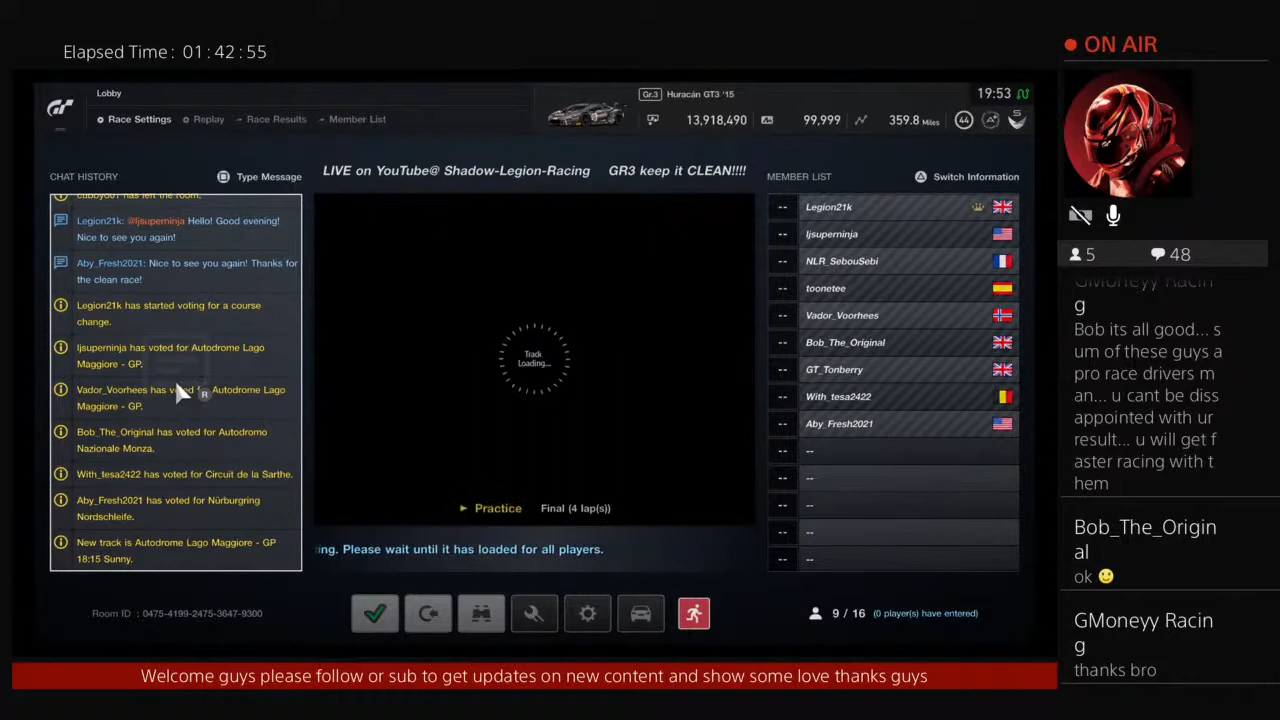 Elapsed Time: 01:42:55
ON AIR
Lobby
Race Settings
Replay
Race Results
Member List
Gr.3 Huracán GT3 '15
13,918,490
99,999
359.8 Miles
44
19:53
CHAT HISTORY
Type Message
LIVE on YouTube@ Shadow-Legion-Racing GR3 keep it CLEAN!!!!
MEMBER LIST
Switch Information
has left the room.
Legion21k: @ljsuperninja Hello! Good evening!
Nice to see you again!
Aby_Fresh2021: Nice to see you again! Thanks for
the clean race!
Legion21k has started voting for a course
change.
ljsuperninja has voted for Autodrome Lago
Maggiore - GP.
Vador_Voorhees has voted for Autodrome Lago
Maggiore - GP.
Bob_The_Original has voted for Autodromo
Nazionale Monza.
With_tesa2422 has voted for Circuit de la Sarthe.
Aby_Fresh2021 has voted for Nürburgring
Nordschleife.
New track is Autodrome Lago Maggiore - GP
18:15 Sunny.
R
Track
Loading...
Practice Final (4 lap(s))
ing. Please wait until it has loaded for all players.
-- Legion21k
-- ljsuperninja
-- NLR_SebouSebi
-- toonetee
-- Vador_Voorhees
-- Bob_The_Original
-- GT_Tonberry
-- With_tesa2422
-- Aby_Fresh2021
-- --
-- --
-- --
-- --
-- --
Room ID : 0475-4199-2475-3647-9300
9 / 16 (0 player(s) have entered)
5
48
GMoneyy Racin
g
Bob its all good... s
um of these guys a
pro race drivers m
an... u cant be diss
appointed with ur
result... u will get f
aster racing with t
hem
Bob_The_Origin
al
ok 🙂
GMoneyy Racin
g
thanks bro
Welcome guys please follow or sub to get updates on new content and show some love thanks guys